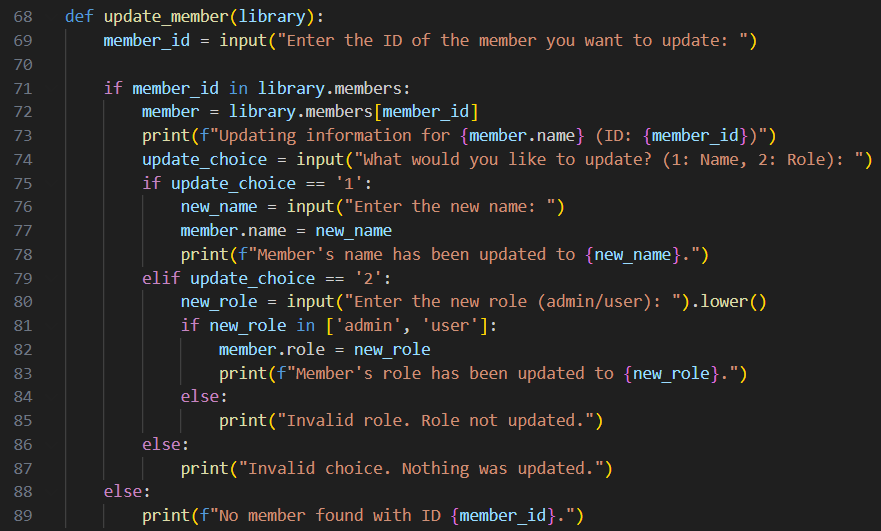 68 def update_member(library):
69     member_id = input("Enter the ID of the member you want to update: ")
70
71     if member_id in library.members:
72         member = library.members[member_id]
73         print(f"Updating information for {member.name} (ID: {member_id})")
74         update_choice = input("What would you like to update? (1: Name, 2: Role): ")
75         if update_choice == '1':
76             new_name = input("Enter the new name: ")
77             member.name = new_name
78             print(f"Member's name has been updated to {new_name}.")
79         elif update_choice == '2':
80             new_role = input("Enter the new role (admin/user): ").lower()
81             if new_role in ['admin', 'user']:
82                 member.role = new_role
83                 print(f"Member's role has been updated to {new_role}.")
84             else:
85                 print("Invalid role. Role not updated.")
86         else:
87             print("Invalid choice. Nothing was updated.")
88     else:
89         print(f"No member found with ID {member_id}.")